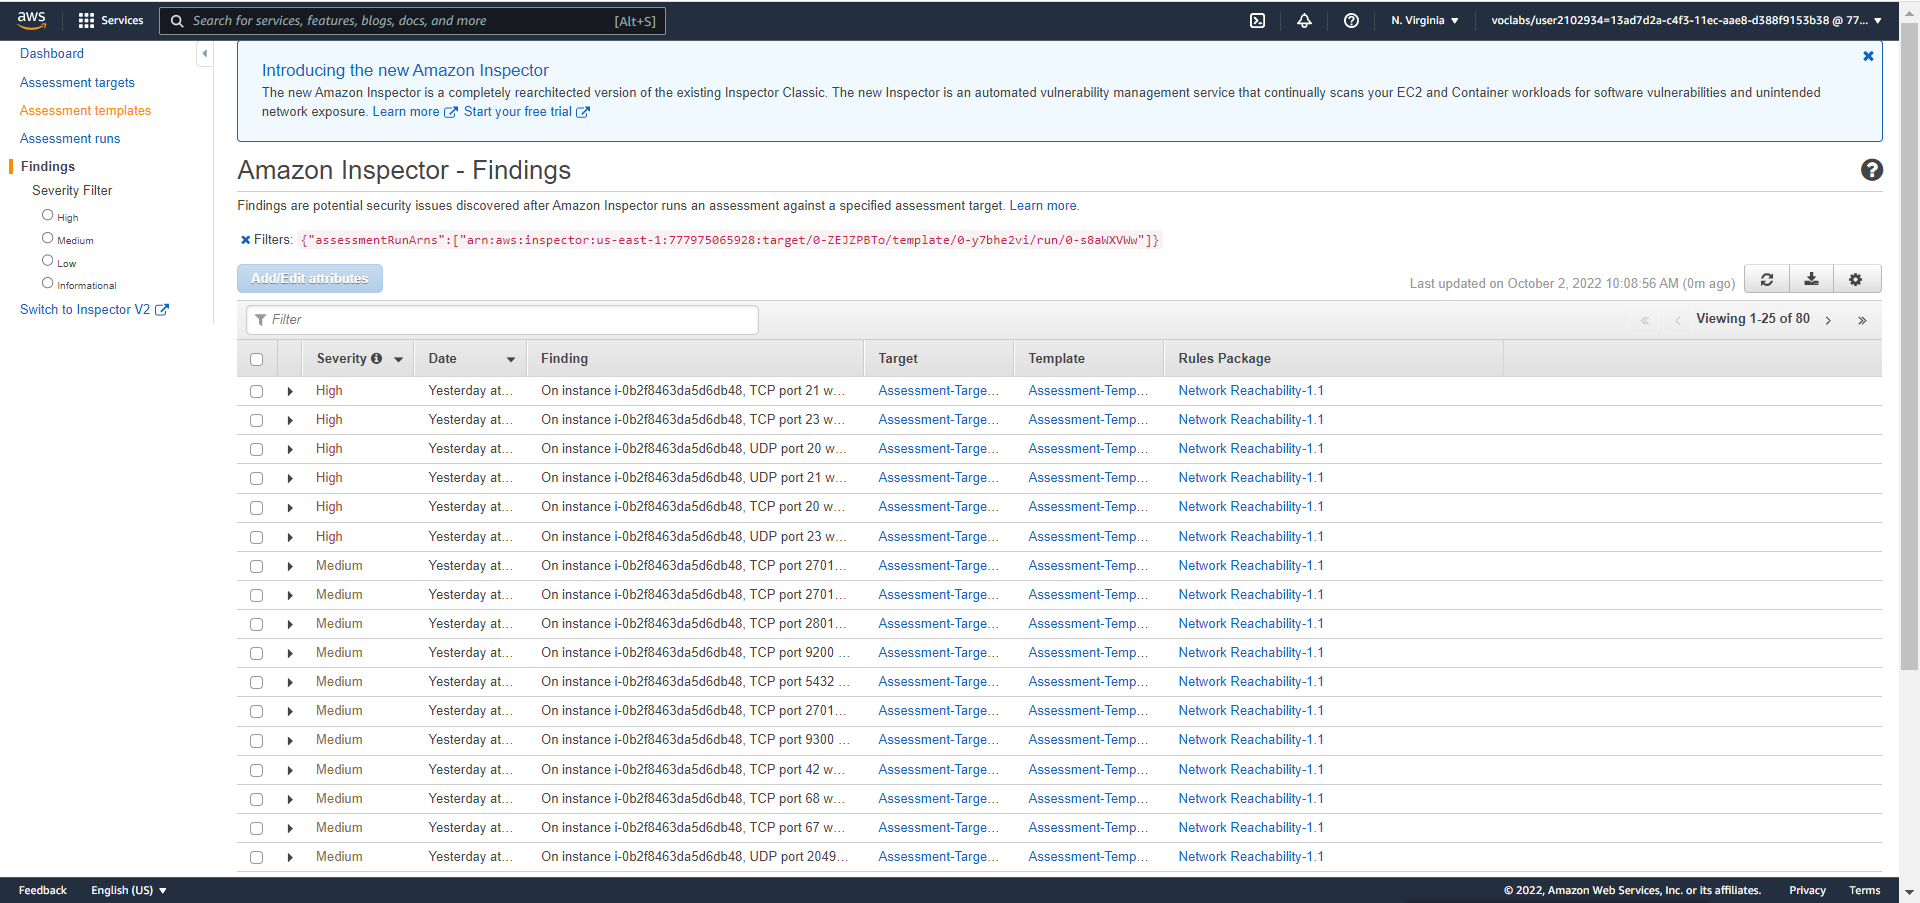 aws
Services
Search for services, features, blogs, docs, and more
[Alt+S]
N. Virginia
voclabs/user2102934=13ad7d2a-c4f3-11ec-aae8-d388f9153b38 @ 77...
Dashboard
Assessment targets
Assessment templates
Assessment runs
Findings
Severity Filter
High
Medium
Low
Informational
Switch to Inspector V2
Introducing the new Amazon Inspector
The new Amazon Inspector is a completely rearchitected version of the existing Inspector Classic. The new Inspector is an automated vulnerability management service that continually scans your EC2 and Container workloads for software vulnerabilities and unintended
network exposure. Learn more Start your free trial
Amazon Inspector - Findings
Findings are potential security issues discovered after Amazon Inspector runs an assessment against a specified assessment target. Learn more.
Filters: {"assessmentRunArns":["arn:aws:inspector:us-east-1:777975065928:target/0-ZEJZPBTo/template/0-y7bhe2vi/run/0-s8aWXVWw"]}
Add/Edit attributes
Last updated on October 2, 2022 10:08:56 AM (0m ago)
Filter
« ‹ Viewing 1-25 of 80 › »
Severity Date Finding Target Template Rules Package
High Yesterday at... On instance i-0b2f8463da5d6db48, TCP port 21 w... Assessment-Targe... Assessment-Temp... Network Reachability-1.1
High Yesterday at... On instance i-0b2f8463da5d6db48, TCP port 23 w... Assessment-Targe... Assessment-Temp... Network Reachability-1.1
High Yesterday at... On instance i-0b2f8463da5d6db48, UDP port 20 w... Assessment-Targe... Assessment-Temp... Network Reachability-1.1
High Yesterday at... On instance i-0b2f8463da5d6db48, UDP port 21 w... Assessment-Targe... Assessment-Temp... Network Reachability-1.1
High Yesterday at... On instance i-0b2f8463da5d6db48, TCP port 20 w... Assessment-Targe... Assessment-Temp... Network Reachability-1.1
High Yesterday at... On instance i-0b2f8463da5d6db48, UDP port 23 w... Assessment-Targe... Assessment-Temp... Network Reachability-1.1
Medium Yesterday at... On instance i-0b2f8463da5d6db48, TCP port 2701... Assessment-Targe... Assessment-Temp... Network Reachability-1.1
Medium Yesterday at... On instance i-0b2f8463da5d6db48, TCP port 2701... Assessment-Targe... Assessment-Temp... Network Reachability-1.1
Medium Yesterday at... On instance i-0b2f8463da5d6db48, TCP port 2801... Assessment-Targe... Assessment-Temp... Network Reachability-1.1
Medium Yesterday at... On instance i-0b2f8463da5d6db48, TCP port 9200 ... Assessment-Targe... Assessment-Temp... Network Reachability-1.1
Medium Yesterday at... On instance i-0b2f8463da5d6db48, TCP port 5432 ... Assessment-Targe... Assessment-Temp... Network Reachability-1.1
Medium Yesterday at... On instance i-0b2f8463da5d6db48, TCP port 2701... Assessment-Targe... Assessment-Temp... Network Reachability-1.1
Medium Yesterday at... On instance i-0b2f8463da5d6db48, TCP port 9300 ... Assessment-Targe... Assessment-Temp... Network Reachability-1.1
Medium Yesterday at... On instance i-0b2f8463da5d6db48, TCP port 42 w... Assessment-Targe... Assessment-Temp... Network Reachability-1.1
Medium Yesterday at... On instance i-0b2f8463da5d6db48, TCP port 68 w... Assessment-Targe... Assessment-Temp... Network Reachability-1.1
Medium Yesterday at... On instance i-0b2f8463da5d6db48, TCP port 67 w... Assessment-Targe... Assessment-Temp... Network Reachability-1.1
Medium Yesterday at... On instance i-0b2f8463da5d6db48, UDP port 2049... Assessment-Targe... Assessment-Temp... Network Reachability-1.1
Feedback English (US) © 2022, Amazon Web Services, Inc. or its affiliates. Privacy Terms